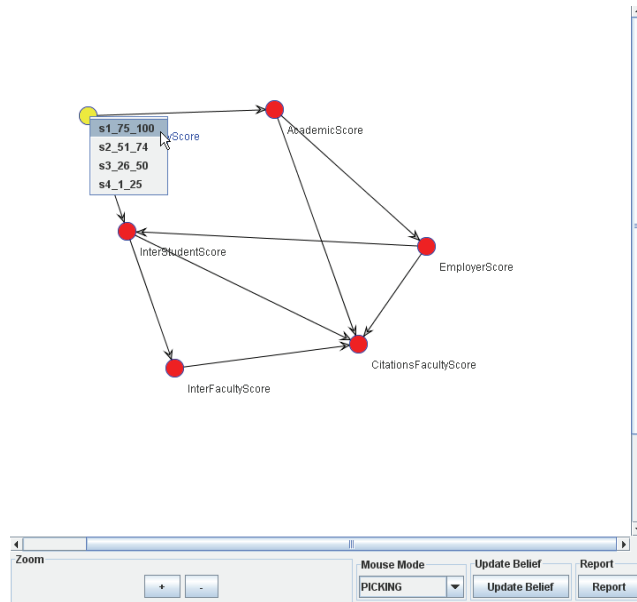 s1_75_100
s2_51_74
s3_26_50
s4_1_25
AcademicScore
InterStudentScore
EmployerScore
CitationsFacultyScore
InterFacultyScore
Zoom
+
-
Mouse Mode
PICKING
Update Belief
Update Belief
Report
Report